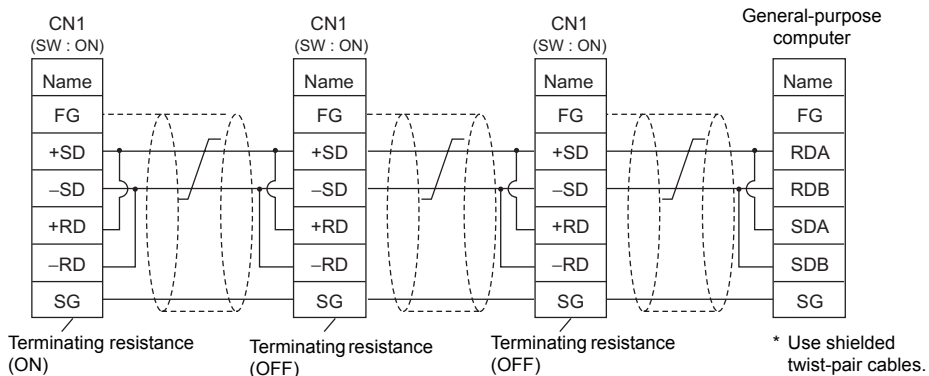 CN1
(SW : ON)
Name
FG
+SD
–SD
+RD
–RD
SG
Terminating resistance
(ON)
CN1
(SW : ON)
Name
FG
+SD
–SD
+RD
–RD
SG
Terminating resistance
(OFF)
CN1
(SW : ON)
Name
FG
+SD
–SD
+RD
–RD
SG
Terminating resistance
(OFF)
General-purpose
computer
Name
FG
RDA
RDB
SDA
SDB
SG
* Use shielded
twist-pair cables.